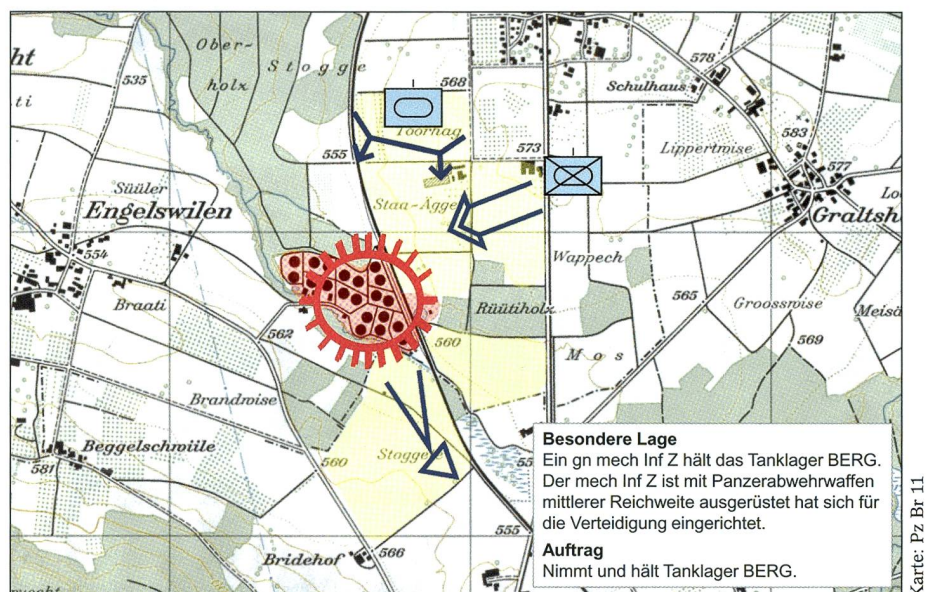 Ober-
holz
Stogge
ht
535
ti
568
578
Schulhaus
583
Toorhag
573
Lippertwise
555
577
Süüler
Staa-Ägge
Engelswilen
Graltsh
Lo
554
Wappech
Braati
565
Groosswise
Rüütiholz
Meisä
562
560
569
Mos
Brandwise
Beggelschwiile
581
560
Stogge
555
Bridehof
566
Besondere Lage
Ein gn mech Inf Z hält das Tanklager BERG.
Der mech Inf Z ist mit Panzerabwehrwaffen
mittlerer Reichweite ausgerüstet hat sich für
die Verteidigung eingerichtet.
Auftrag
Nimmt und hält Tanklager BERG.
Karte: Pz Br 11